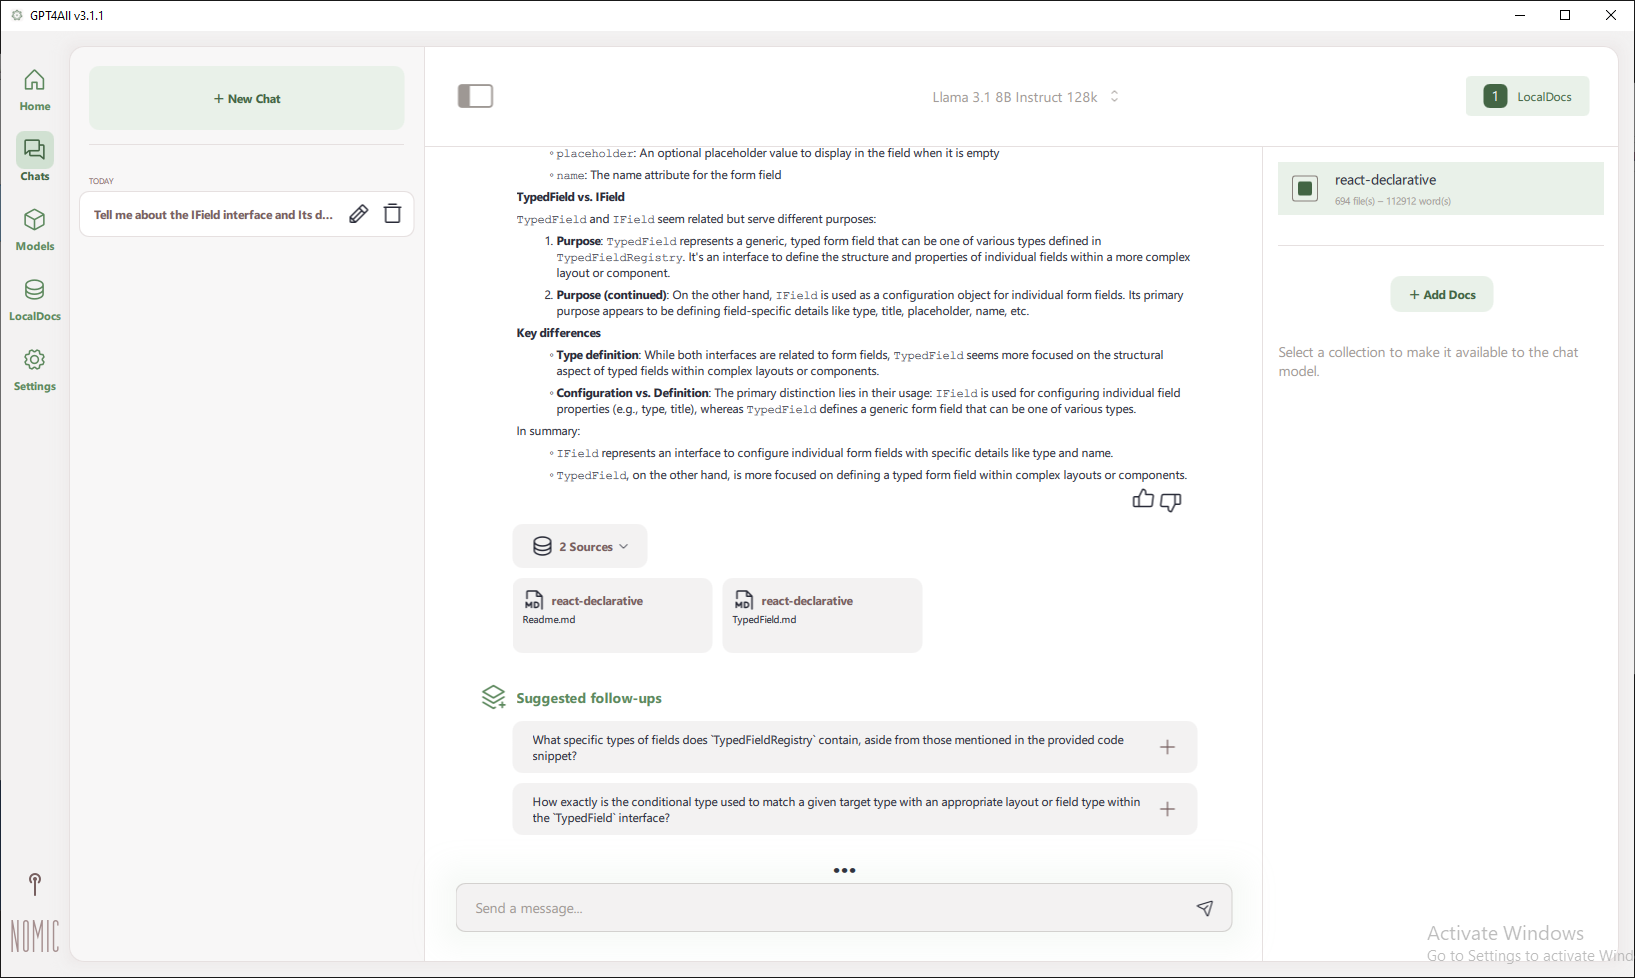 GPT4All v3.1.1
Home
Chats
Models
LocalDocs
Settings
NOMIC
+ New Chat
TODAY
Tell me about the IField interface and Its d...
Llama 3.1 8B Instruct 128k
1 LocalDocs
placeholder: An optional placeholder value to display in the field when it is empty
name: The name attribute for the form field
TypedField vs. IField
TypedField and IField seem related but serve different purposes:
1. Purpose: TypedField represents a generic, typed form field that can be one of various types defined in
TypedFieldRegistry. It's an interface to define the structure and properties of individual fields within a more complex
layout or component.
2. Purpose (continued): On the other hand, IField is used as a configuration object for individual form fields. Its primary
purpose appears to be defining field-specific details like type, title, placeholder, name, etc.
Key differences
Type definition: While both interfaces are related to form fields, TypedField seems more focused on the structural
aspect of typed fields within complex layouts or components.
Configuration vs. Definition: The primary distinction lies in their usage: IField is used for configuring individual field
properties (e.g., type, title), whereas TypedField defines a generic form field that can be one of various types.
In summary:
IField represents an interface to configure individual form fields with specific details like type and name.
TypedField, on the other hand, is more focused on defining a typed form field within complex layouts or components.
2 Sources
MD react-declarative
Readme.md
MD react-declarative
TypedField.md
Suggested follow-ups
What specific types of fields does `TypedFieldRegistry` contain, aside from those mentioned in the provided code
snippet?
How exactly is the conditional type used to match a given target type with an appropriate layout or field type within
the `TypedField` interface?
Send a message...
react-declarative
694 file(s) – 112912 word(s)
+ Add Docs
Select a collection to make it available to the chat
model.
Activate Windows
Go to Settings to activate Wind